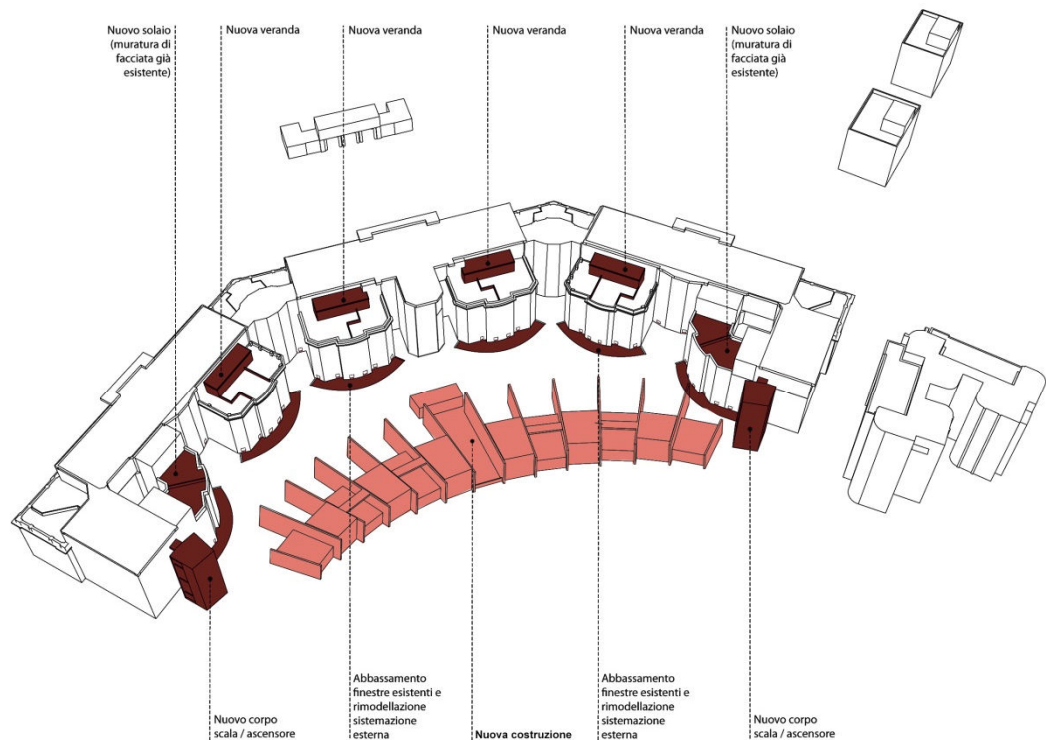 Nuovo solaio
(muratura di
facciata già
esistente)
Nuova veranda
Nuova veranda
Nuova veranda
Nuova veranda
Nuovo solaio
(muratura di
facciata già
esistente)
Nuovo corpo
scala / ascensore
Abbassamento
finestre esistenti e
rimodellazione
sistemazione
esterna
Nuova costruzione
Abbassamento
finestre esistenti e
rimodellazione
sistemazione
esterna
Nuovo corpo
scala / ascensore